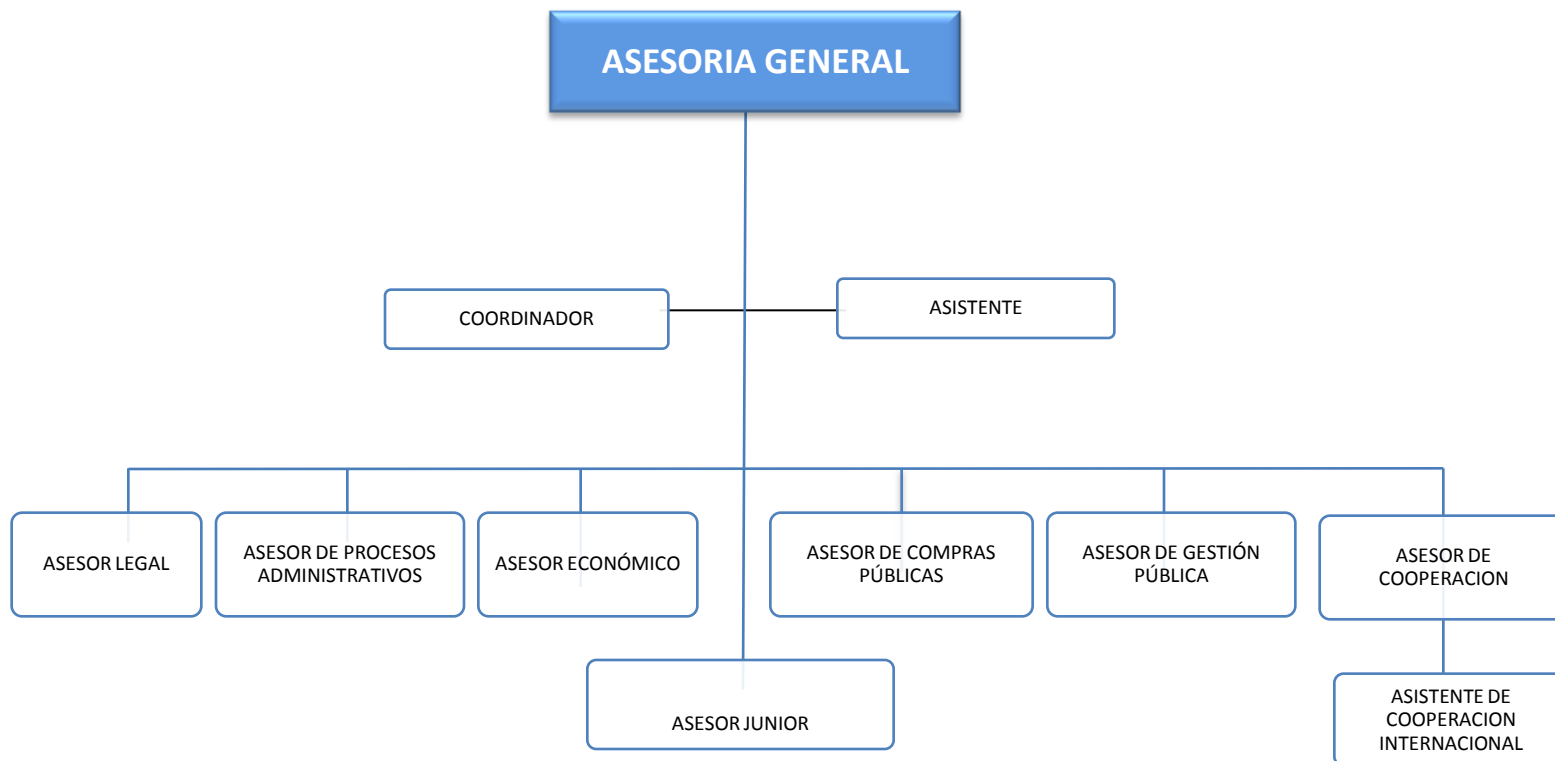 ASESORIA GENERAL
COORDINADOR
ASISTENTE
ASESOR LEGAL
ASESOR DE PROCESOS
ADMINISTRATIVOS
ASESOR ECONÓMICO
ASESOR DE COMPRAS
PÚBLICAS
ASESOR DE GESTIÓN
PÚBLICA
ASESOR DE
COOPERACION
ASESOR JUNIOR
ASISTENTE DE
COOPERACION
INTERNACIONAL